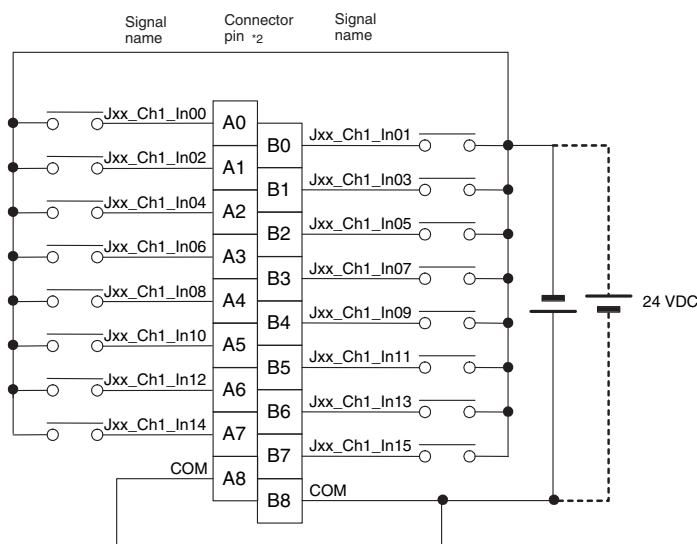 Signal name
Connector pin *2
Signal name
Jxx_Ch1_In00
A0
B0
Jxx_Ch1_In01
Jxx_Ch1_In02
A1
B1
Jxx_Ch1_In03
Jxx_Ch1_In04
A2
B2
Jxx_Ch1_In05
Jxx_Ch1_In06
A3
B3
Jxx_Ch1_In07
Jxx_Ch1_In08
A4
B4
Jxx_Ch1_In09
Jxx_Ch1_In10
A5
B5
Jxx_Ch1_In11
Jxx_Ch1_In12
A6
B6
Jxx_Ch1_In13
Jxx_Ch1_In14
A7
B7
Jxx_Ch1_In15
COM
A8
B8
COM
24 VDC